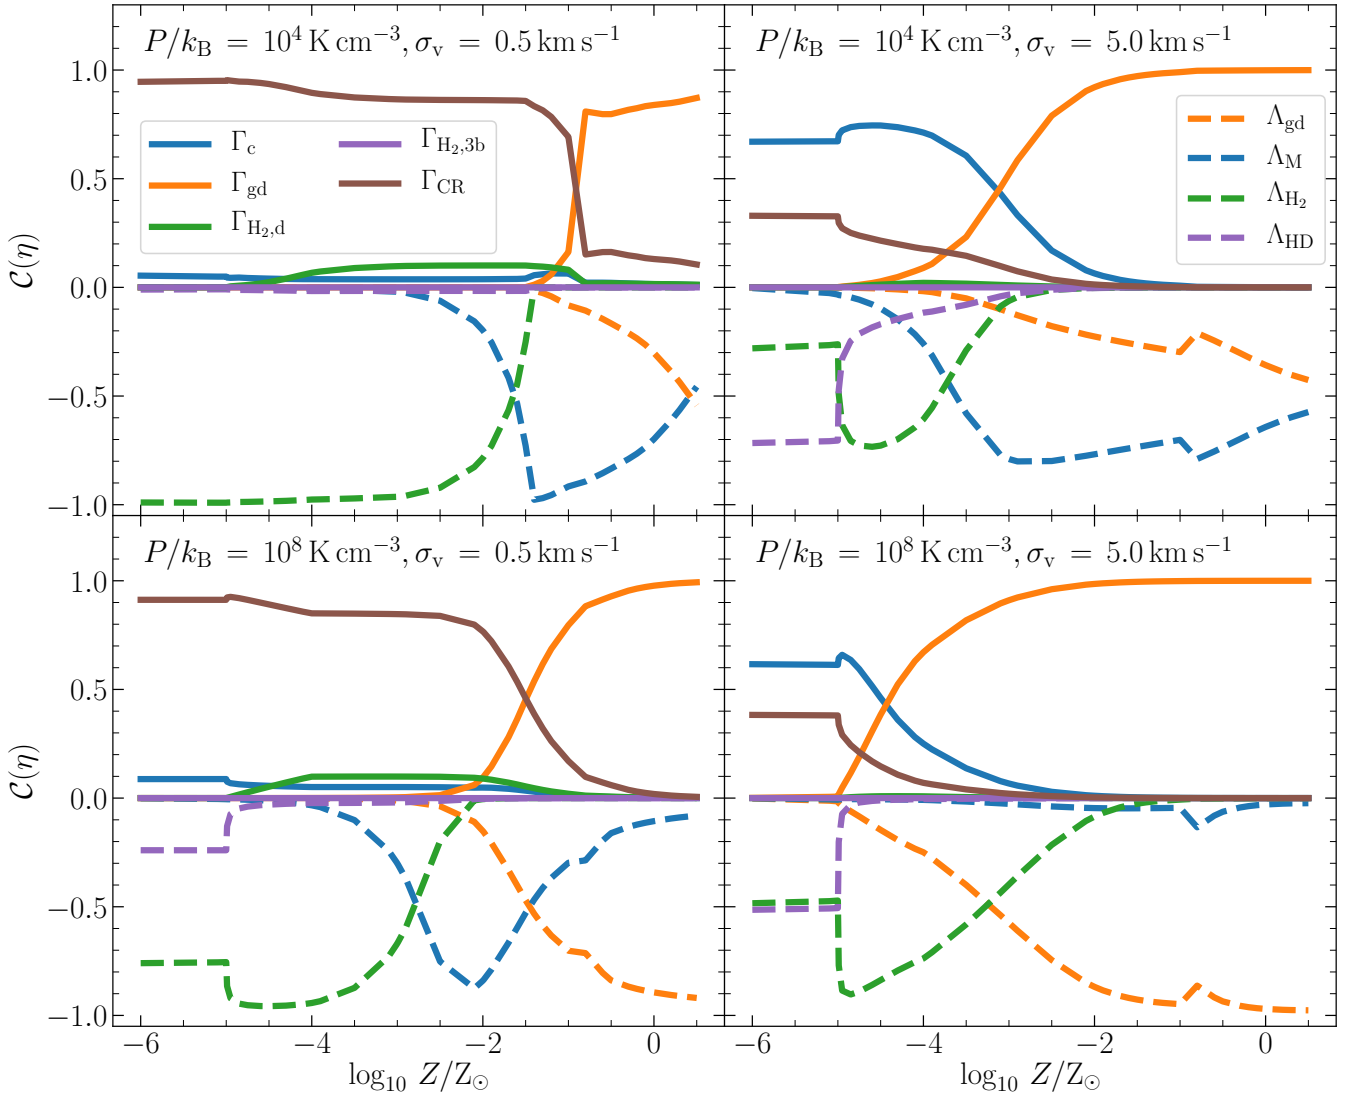 P/k_B = 10^4 K cm^−3, σ_v = 0.5 km s^−1
P/k_B = 10^4 K cm^−3, σ_v = 5.0 km s^−1
1.0
0.5
0.0
−0.5
−1.0
C(η)
Γ_c
Γ_gd
Γ_H₂,d
Γ_H₂,3b
Γ_CR
Λ_gd
Λ_M
Λ_H₂
Λ_HD
P/k_B = 10^8 K cm^−3, σ_v = 0.5 km s^−1
P/k_B = 10^8 K cm^−3, σ_v = 5.0 km s^−1
1.0
0.5
0.0
−0.5
−1.0
C(η)
−6 −4 −2 0
−6 −4 −2 0
log₁₀ Z/Z_⊙
log₁₀ Z/Z_⊙